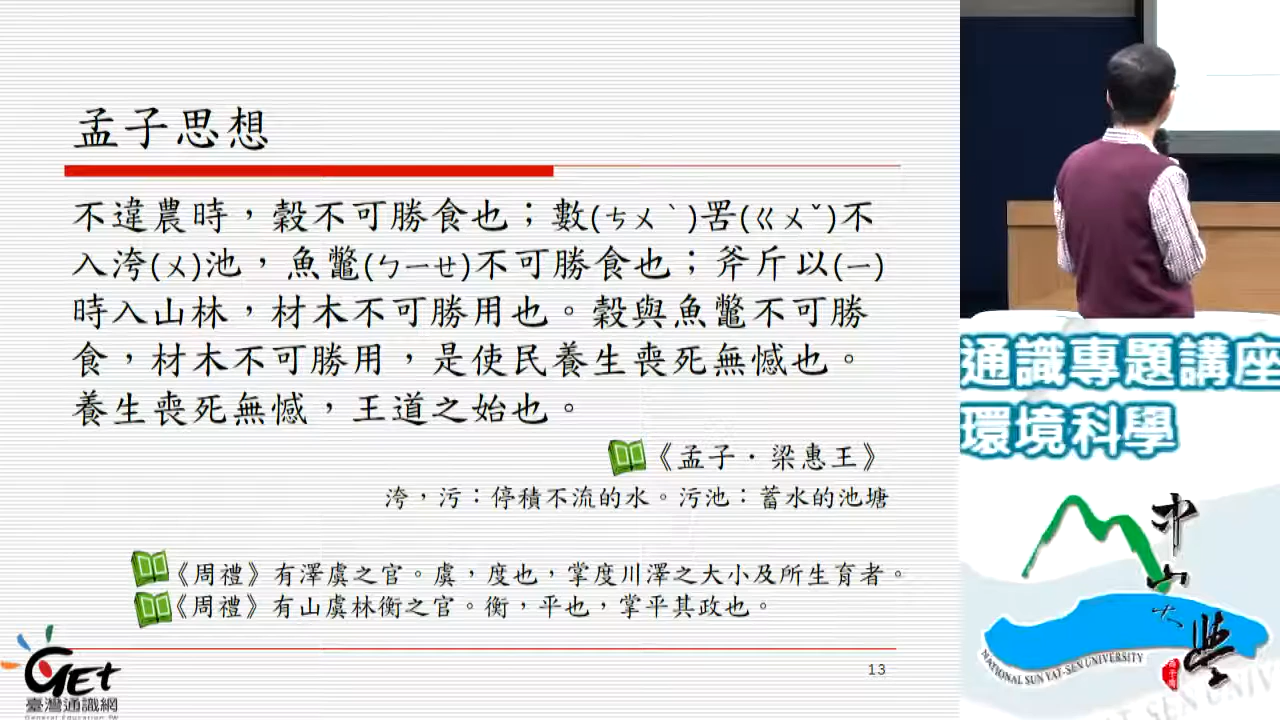 孟子思想
不違農時，穀不可勝食也；數(ㄘㄨˋ)罟(ㄍㄨˇ)不
入洿(ㄨ)池，魚鼈(ㄅㄧㄝ)不可勝食也；斧斤以(ㄧ)
時入山林，材木不可勝用也。穀與魚鼈不可勝
食，材木不可勝用，是使民養生喪死無憾也。
養生喪死無憾，王道之始也。
《孟子．梁惠王》
洿，污：停積不流的水。污池：蓄水的池塘
《周禮》有澤虞之官。虞，度也，掌度川澤之大小及所生育者。
《周禮》有山虞林衡之官。衡，平也，掌平其政也。
13
GET
臺灣通識網
General Education TW
通識專題講座
環境科學
中山大學
NATIONAL SUN YAT-SEN UNIVERSITY